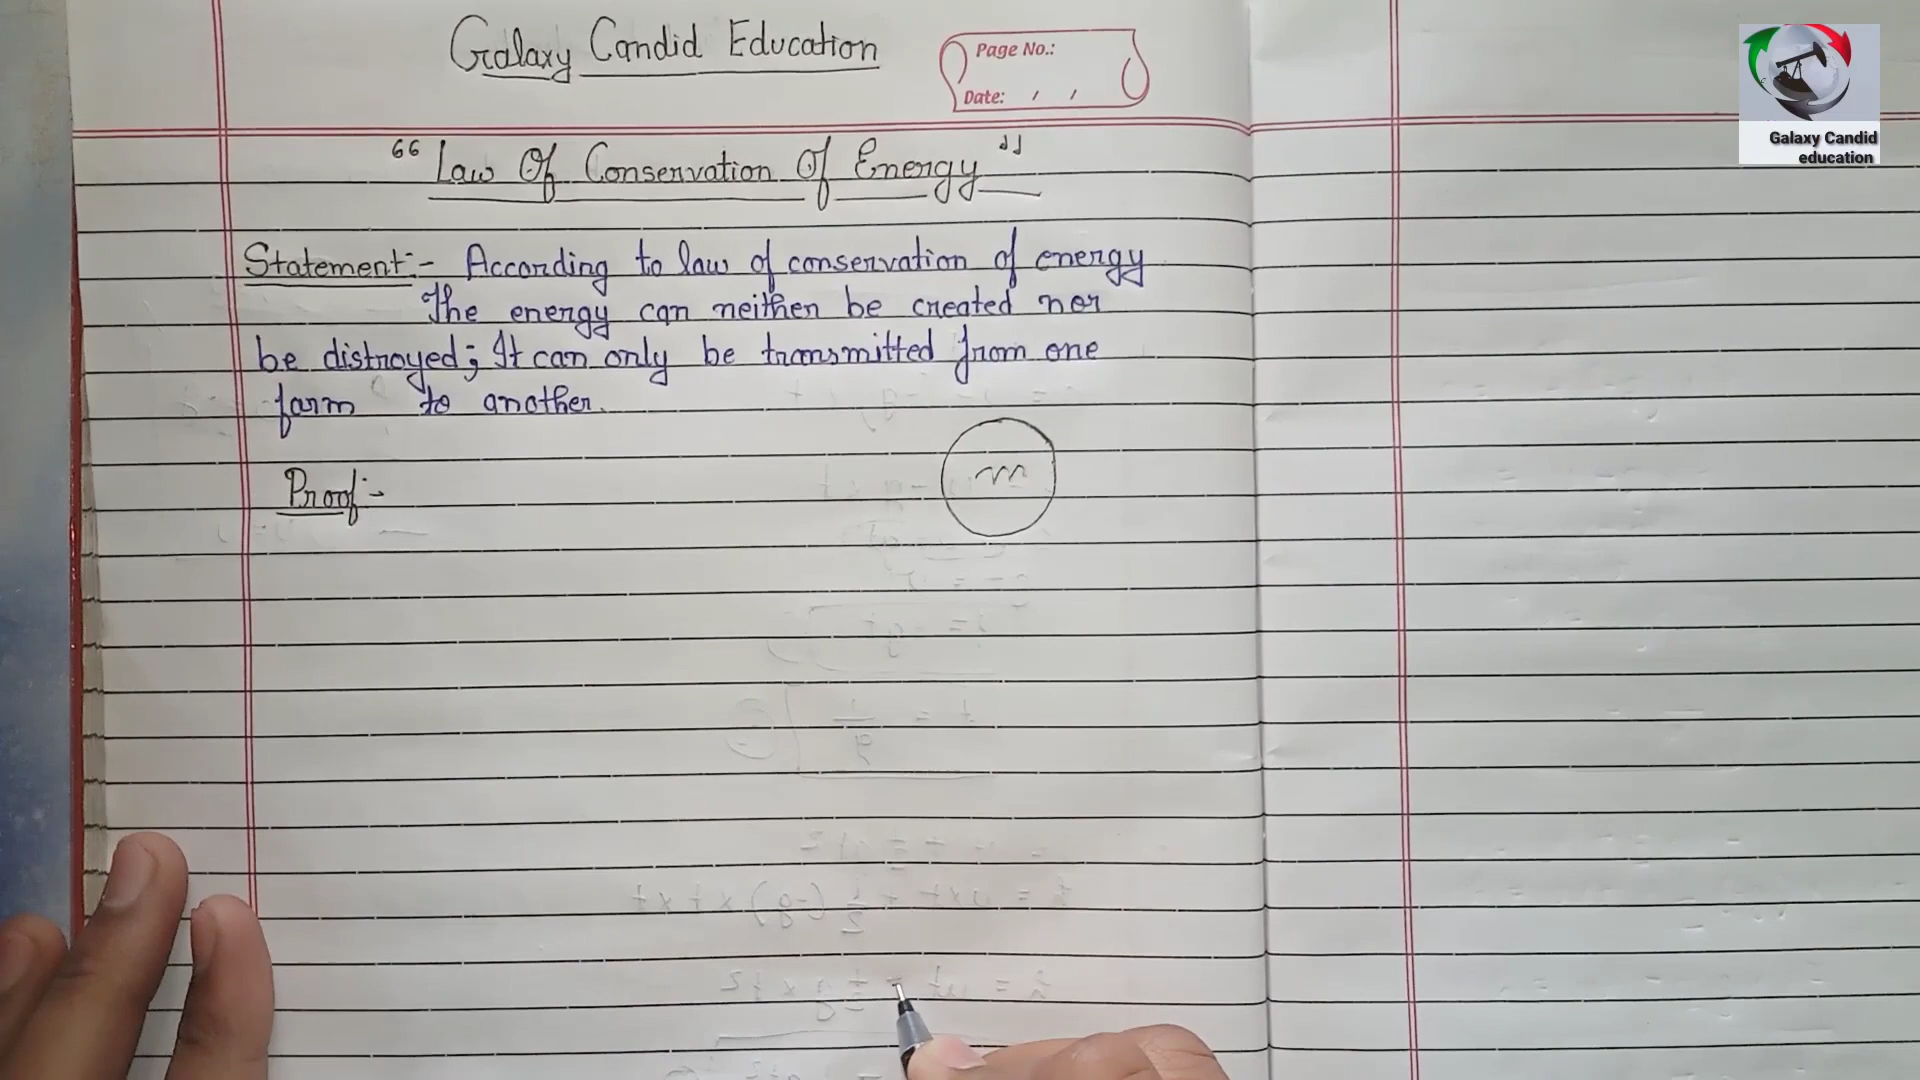 Galaxy Candid Education
Page No.:
Date: / /
Galaxy Candid
education
"Law Of Conservation Of Energy"
Statement:- According to law of conservation of energy
The energy can neither be created nor
be distroyed; It can only be transmitted from one
farm to another.
m
Proof:-